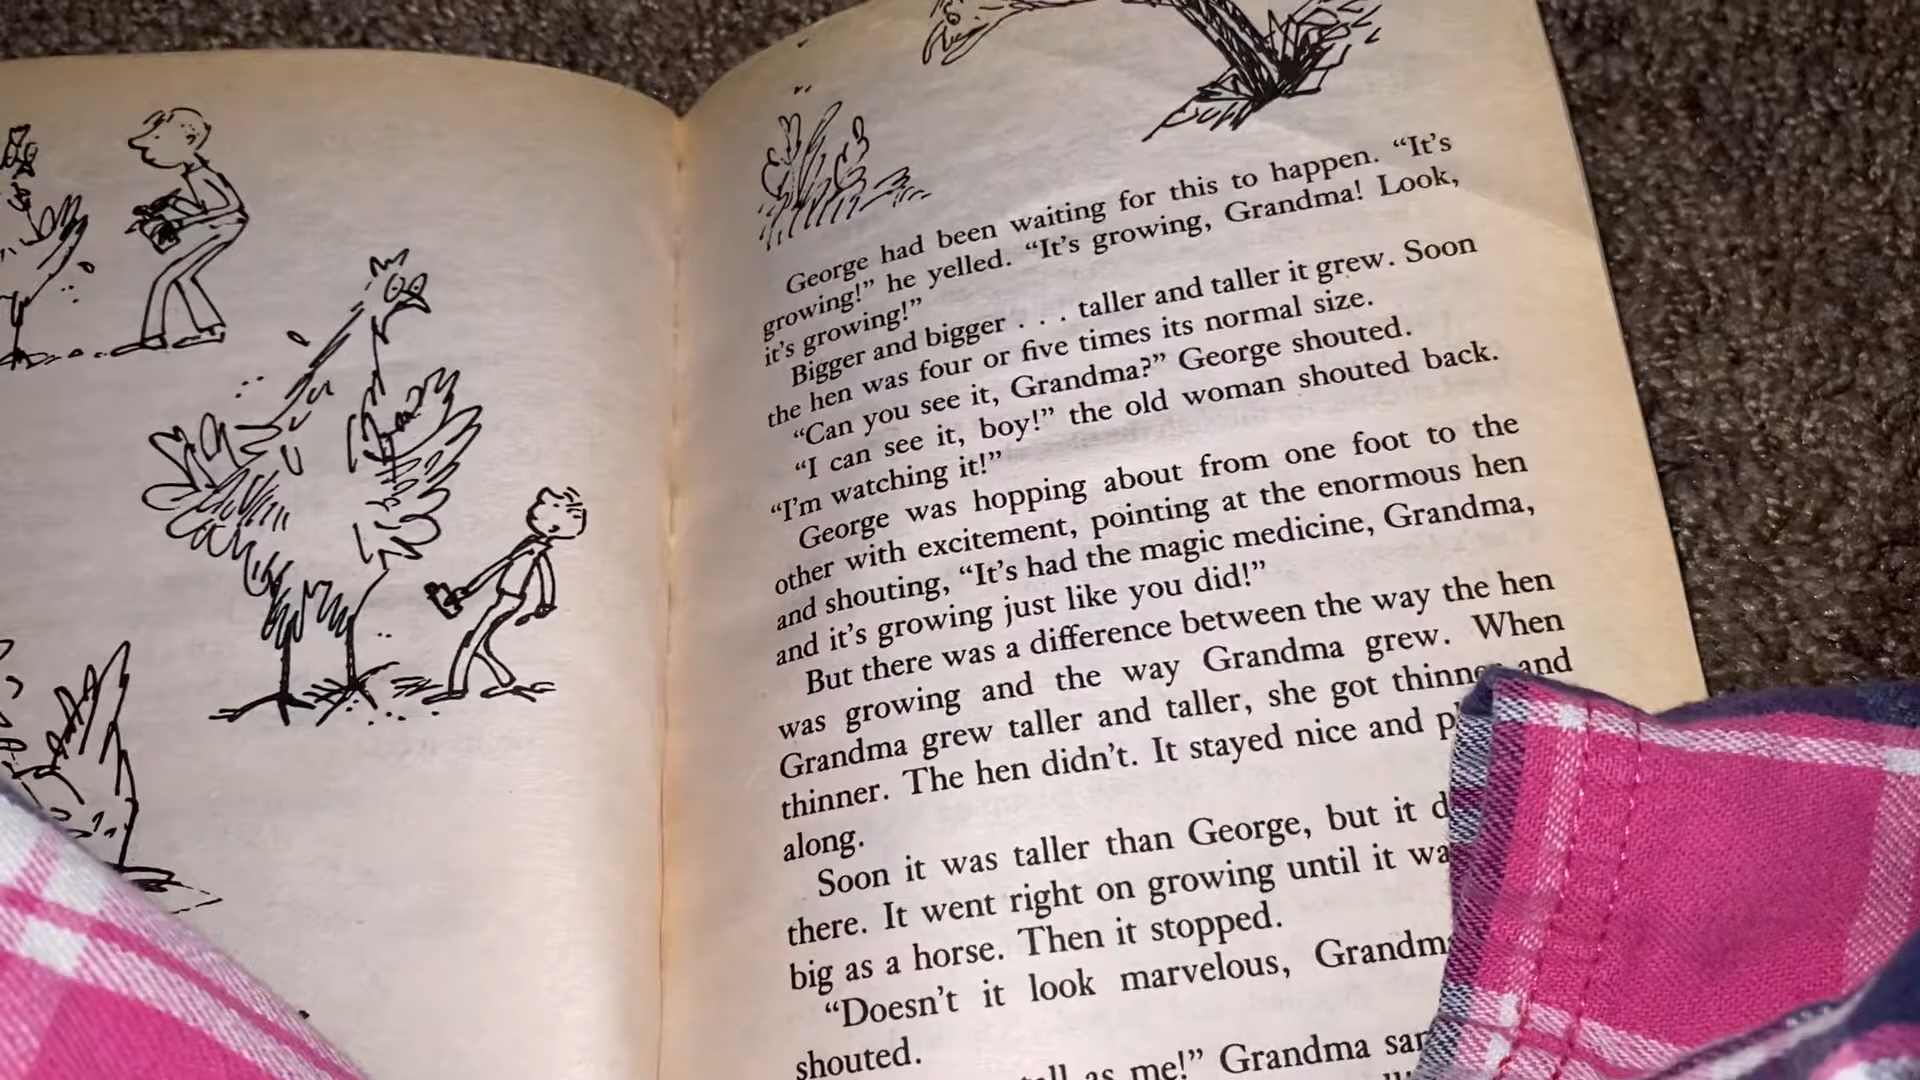 George had been waiting for this to happen. “It’s
growing!” he yelled. “It’s growing, Grandma! Look,
it’s growing!”
Bigger and bigger . . . taller and taller it grew. Soon
the hen was four or five times its normal size.
“Can you see it, Grandma?” George shouted.
“I can see it, boy!” the old woman shouted back.
“I’m watching it!”
George was hopping about from one foot to the
other with excitement, pointing at the enormous hen
and shouting, “It’s had the magic medicine, Grandma,
and it’s growing just like you did!”
But there was a difference between the way the hen
was growing and the way Grandma grew. When
Grandma grew taller and taller, she got thinner and
thinner. The hen didn’t. It stayed nice and
along.
Soon it was taller than George, but it
there. It went right on growing until it
big as a horse. Then it stopped.
“Doesn’t it look marvelous,
shouted.
as me!” Grandma